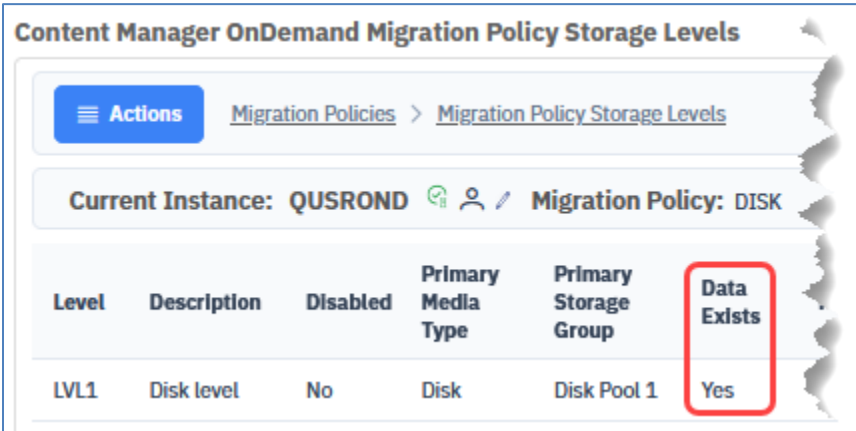 Content Manager OnDemand Migration Policy Storage Levels
Actions Migration Policies > Migration Policy Storage Levels
Current Instance: QUSROND Migration Policy: DISK
Level Description Disabled Primary Media Type Primary Storage Group Data Exists
LVL1 Disk level No Disk Disk Pool 1 Yes